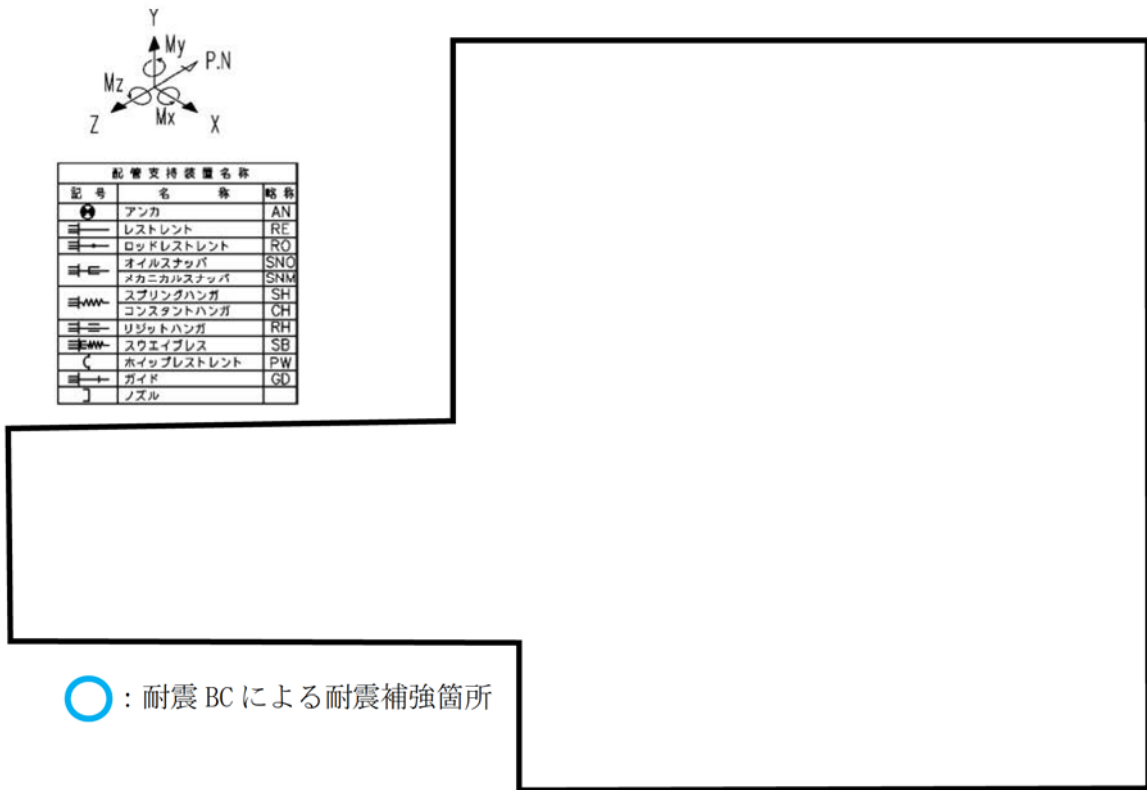 Y
My
P.N
Mz
Z
Mx
X
配管支持装置名称
記号 名称 略称
アンカ AN
レストレント RE
ロッドレストレント RO
オイルスナッバ SNO
メカニカルスナッバ SNM
スプリングハンガ SH
コンスタントハンガ CH
リジットハンガ RH
スウエイブレス SB
ホイップレストレント PW
ガイド GD
ノズル
：耐震 BC による耐震補強箇所